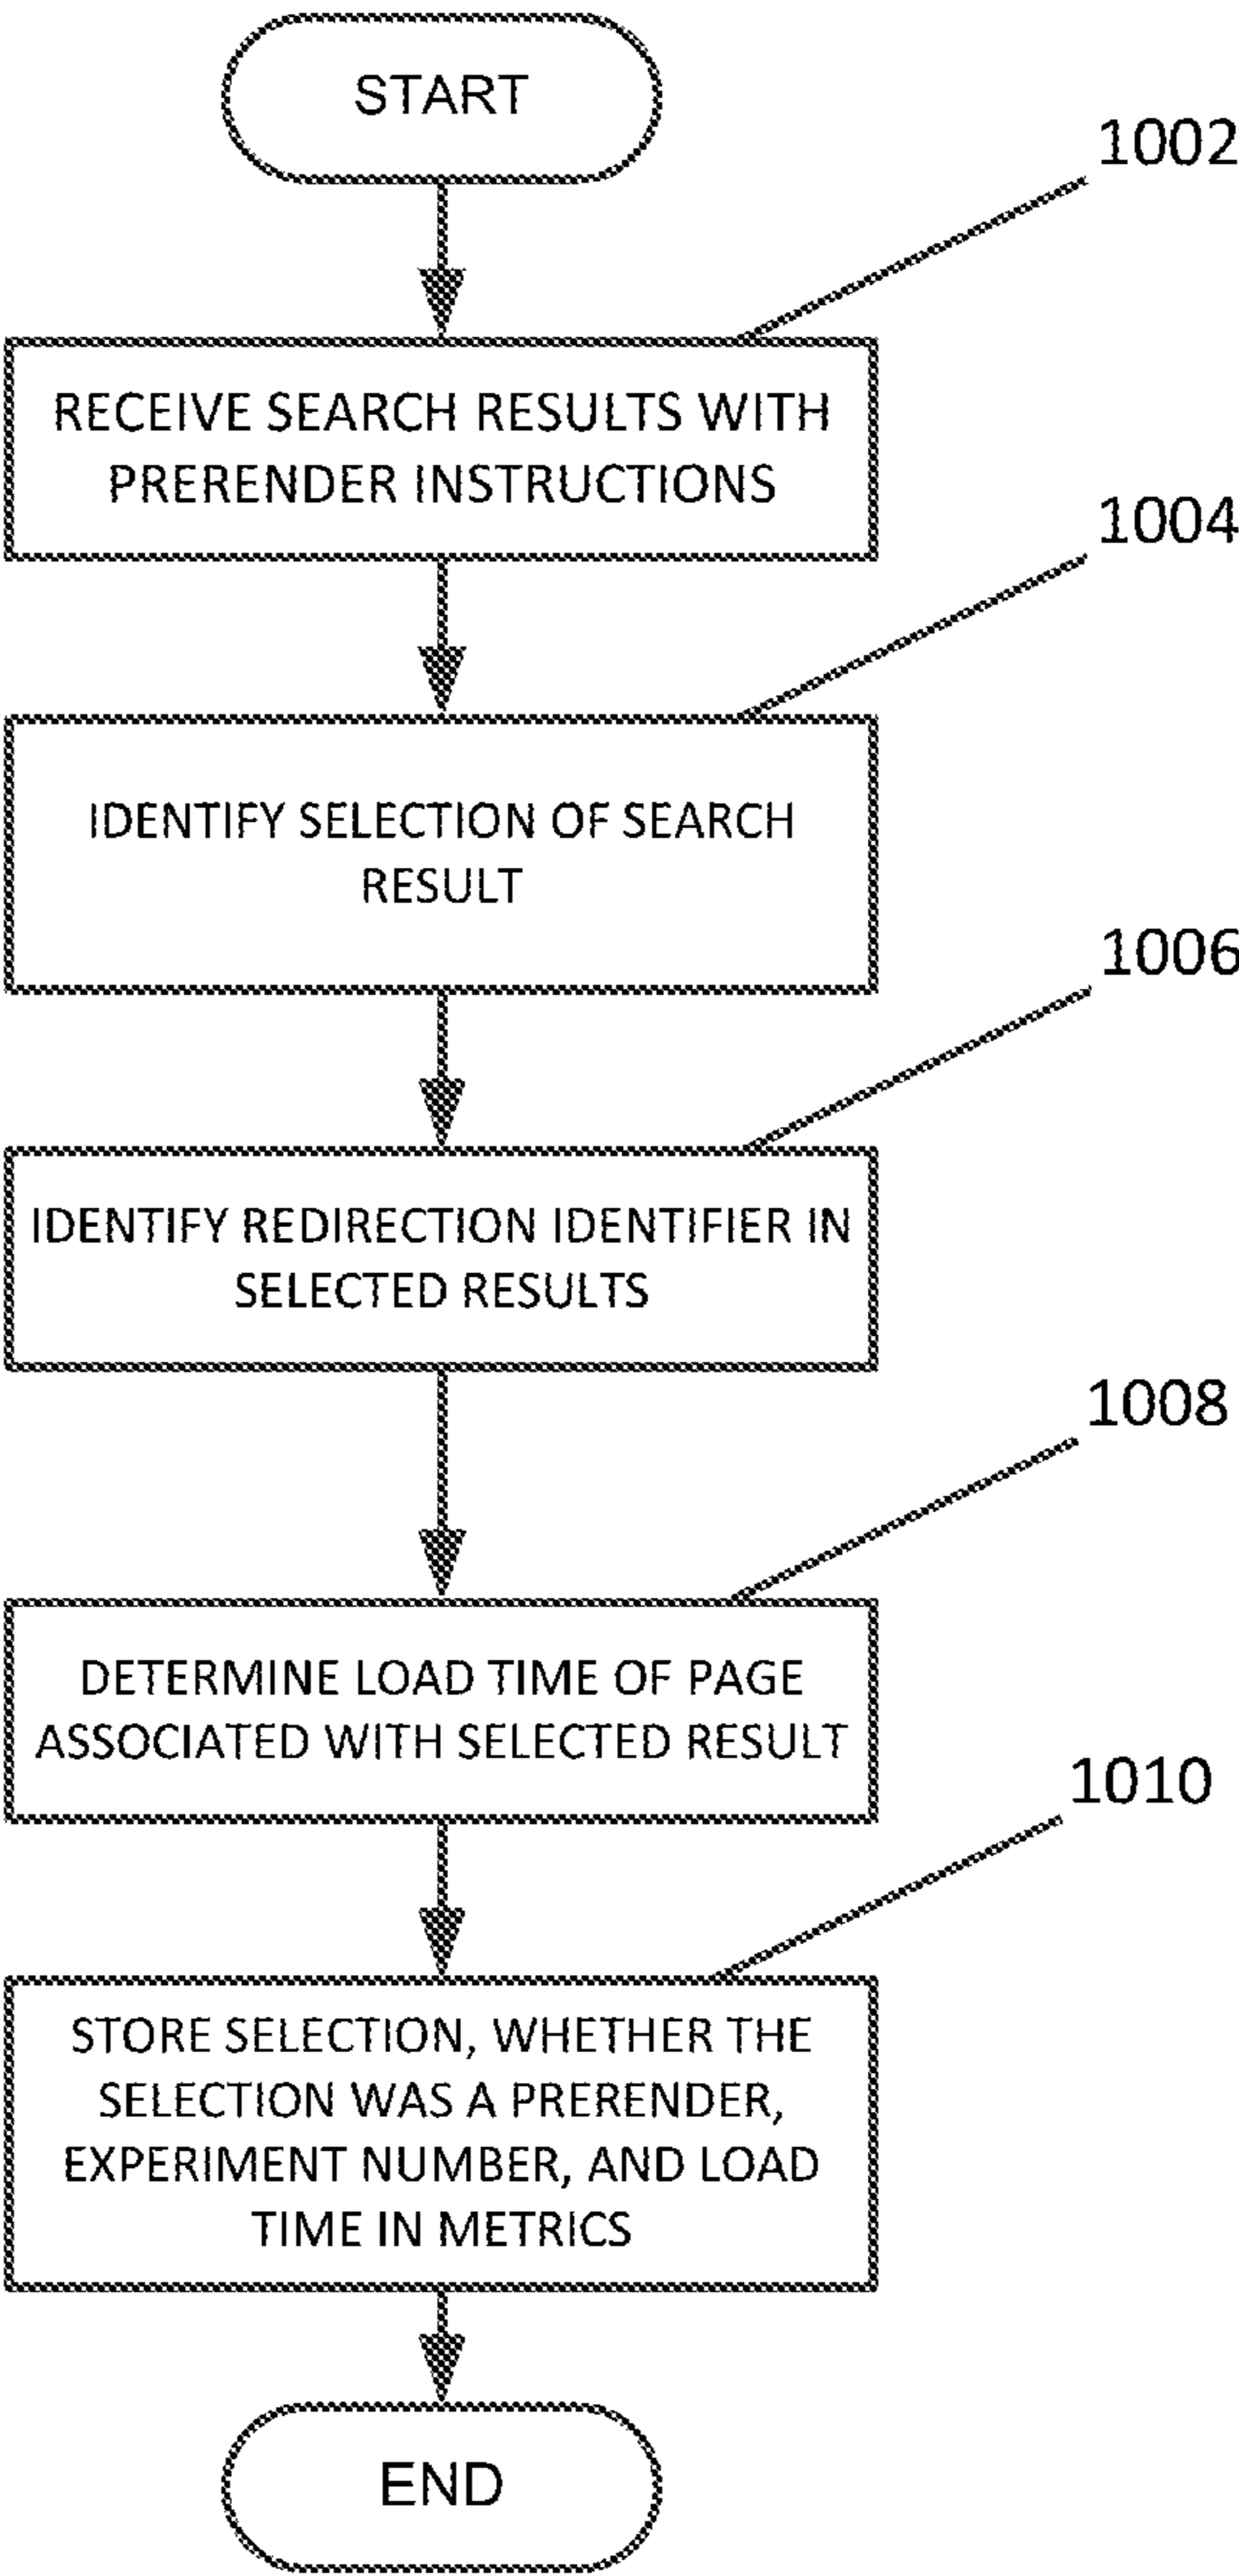 START
1002
RECEIVE SEARCH RESULTS WITH
PRERENDER INSTRUCTIONS
1004
IDENTIFY SELECTION OF SEARCH
RESULT
1006
IDENTIFY REDIRECTION IDENTIFIER IN
SELECTED RESULTS
1008
DETERMINE LOAD TIME OF PAGE
ASSOCIATED WITH SELECTED RESULT
1010
STORE SELECTION, WHETHER THE
SELECTION WAS A PRERENDER,
EXPERIMENT NUMBER, AND LOAD
TIME IN METRICS
END